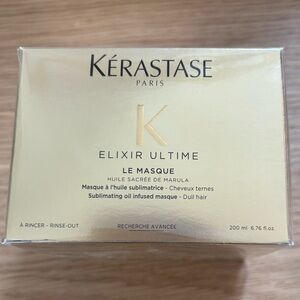 KÉRASTASE
PARIS
K
ELIXIR ULTIME
LE MASQUE
HUILE SACRÉE DE MARULA
Masque à l'huile sublimatrice - Cheveux ternes
Sublimating oil infused masque - Dull hair
À RINCER - RINSE-OUT
RECHERCHE AVANCÉE
200 ml 6.76 fl.oz.